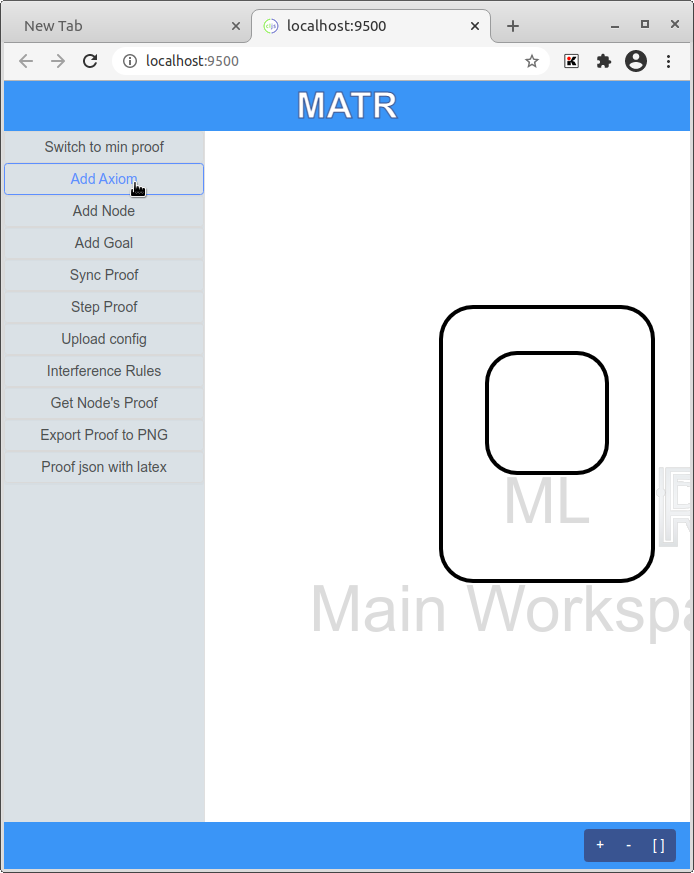 New Tab
localhost:9500
localhost:9500
MATR
Switch to min proof
Add Axiom
Add Node
Add Goal
Sync Proof
Step Proof
Upload config
Interference Rules
Get Node's Proof
Export Proof to PNG
Proof json with latex
ML
Main Workspa
+ - [ ]